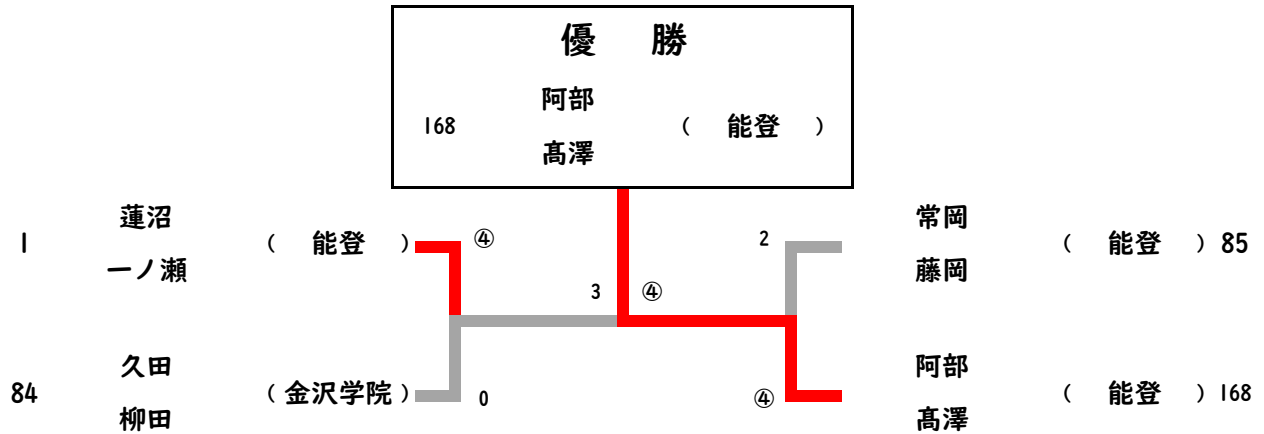 優 勝
阿部
168 ( 能登 )
髙澤
蓮沼
1 ( 能登 ) ④
一ノ瀬
常岡
2 ( 能登 ) 85
藤岡
3 ④
久田
84 ( 金沢学院 ) 0
柳田
阿部
④ ( 能登 ) 168
髙澤